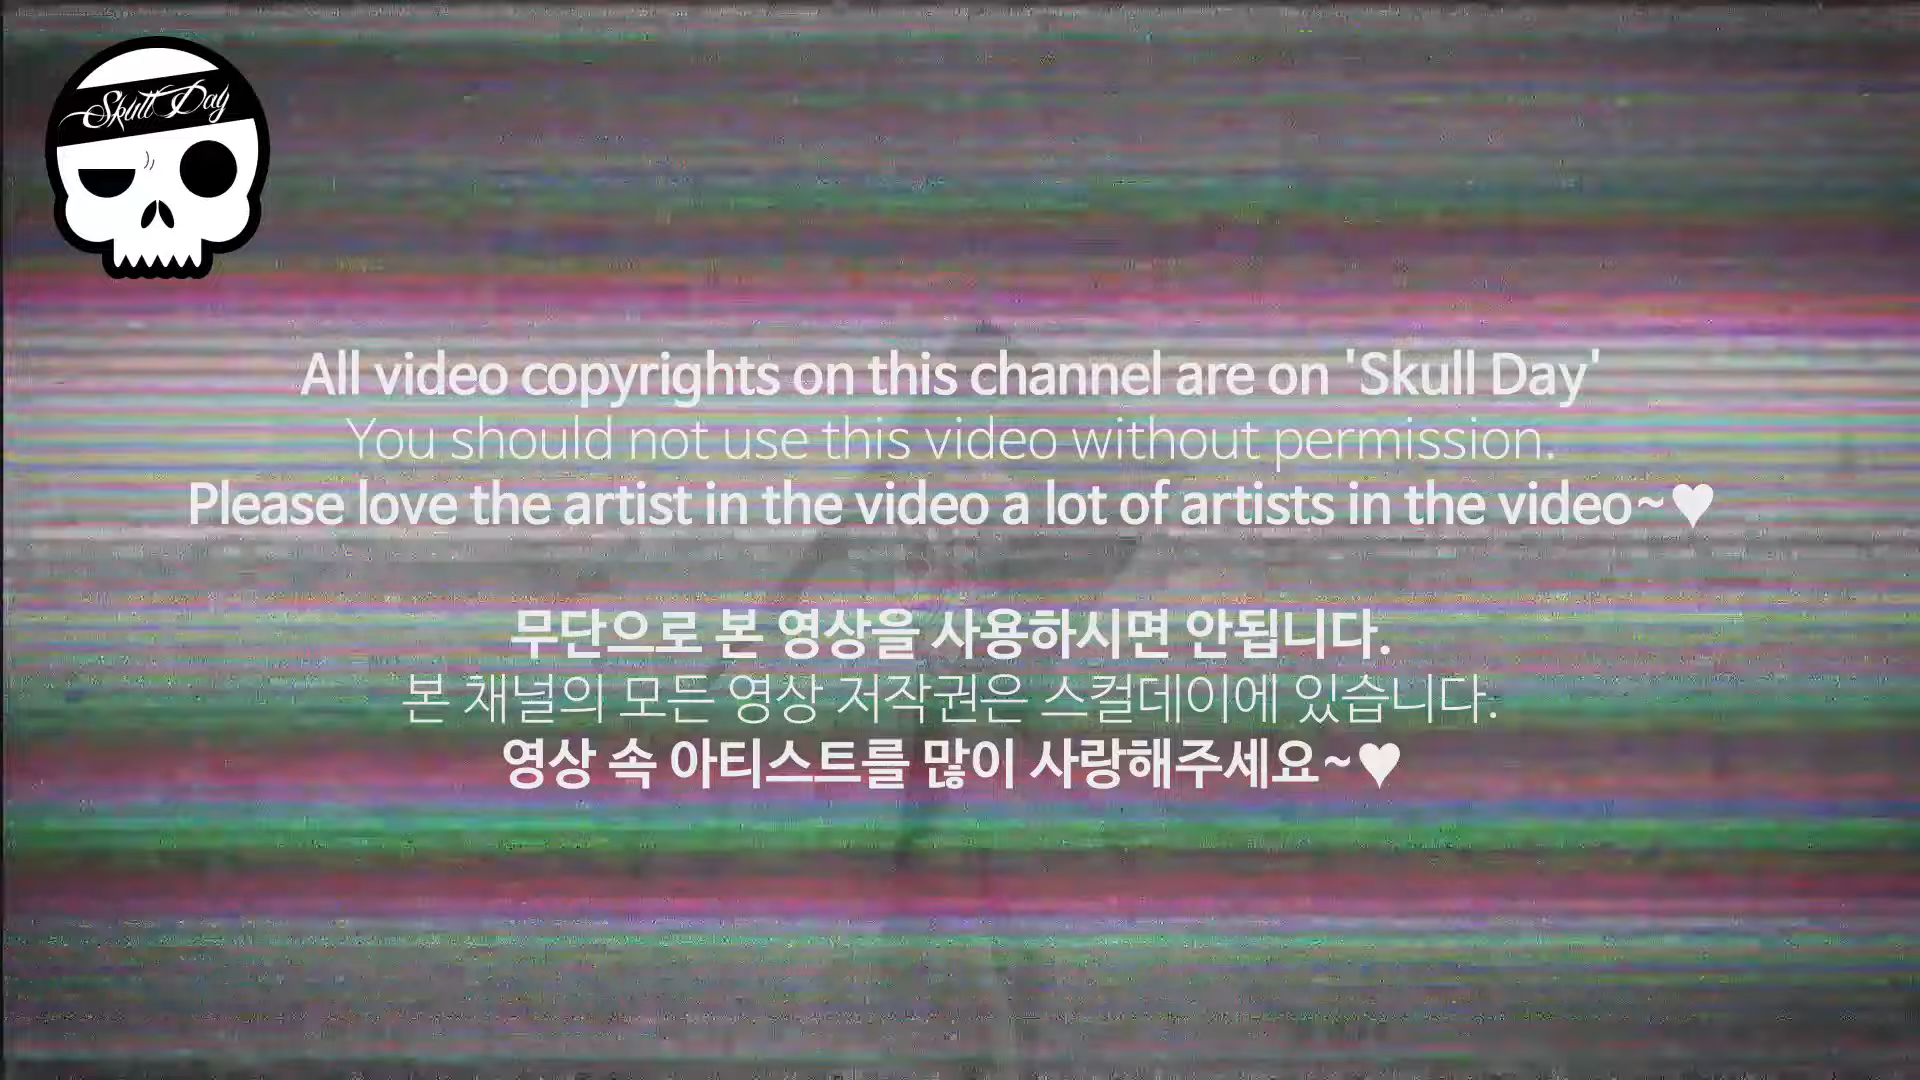 Skull Day
All video copyrights on this channel are on 'Skull Day'
You should not use this video without permission.
Please love the artist in the video a lot of artists in the video~♥
무단으로 본 영상을 사용하시면 안됩니다.
본 채널의 모든 영상 저작권은 스컬데이에 있습니다.
영상 속 아티스트를 많이 사랑해주세요~♥